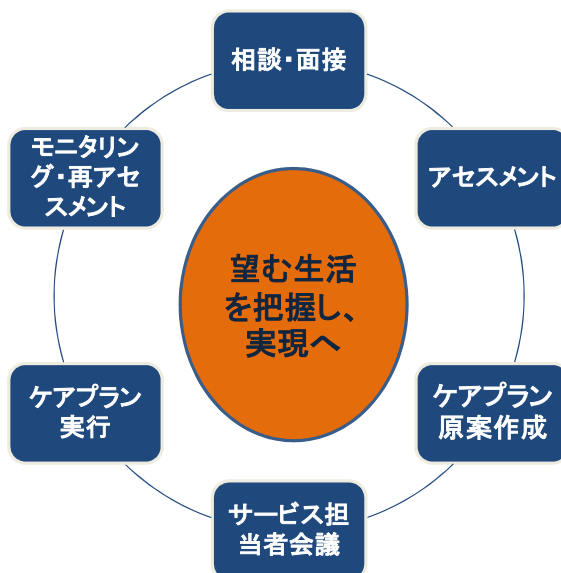 相談・面接
アセスメント
ケアプラン
原案作成
サービス担
当者会議
ケアプラン
実行
モニタリン
グ・再アセ
スメント
望む生活
を把握し、
実現へ